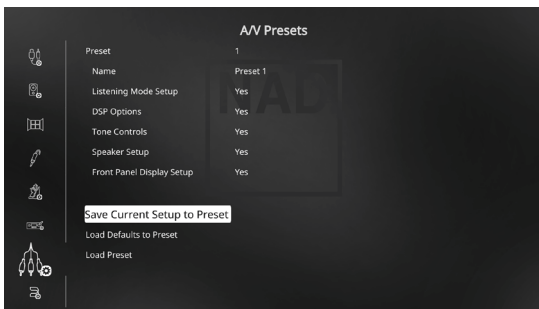 A/V Presets
Preset 1
Name Preset 1
Listening Mode Setup Yes
DSP Options Yes
Tone Controls Yes
Speaker Setup Yes
Front Panel Display Setup Yes
Save Current Setup to Preset
Load Defaults to Preset
Load Preset
NAD